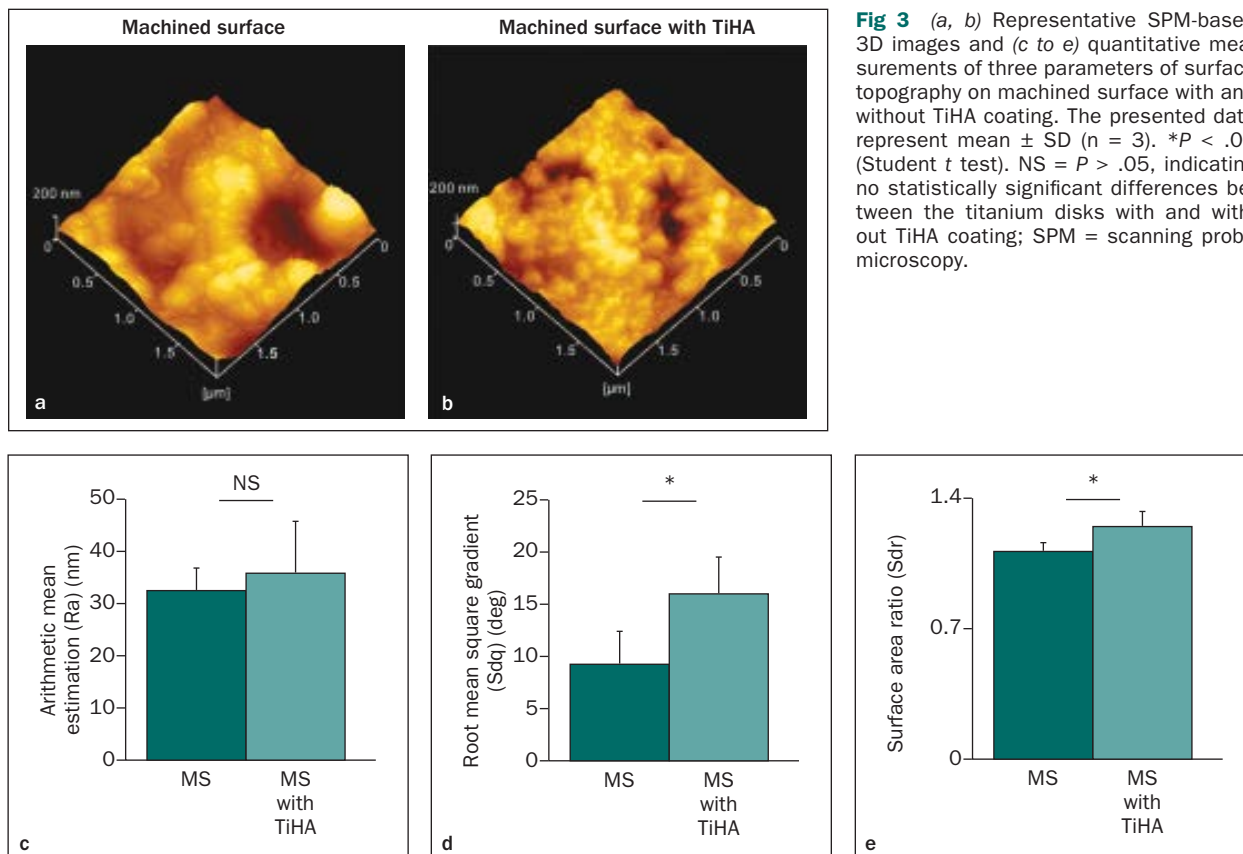 Machined surface
Machined surface with TiHA
200 nm
0
0.5
1.0
1.5
[µm]
0
0.5
1.0
1.5
a
200 nm
0
0.5
1.0
1.5
[µm]
0
0.5
1.0
1.5
b
Fig 3 (a, b) Representative SPM-base
3D images and (c to e) quantitative mea
surements of three parameters of surfac
topography on machined surface with an
without TiHA coating. The presented dat
represent mean ± SD (n = 3). *P < .0
(Student t test). NS = P > .05, indicatin
no statistically significant differences be
tween the titanium disks with and with
out TiHA coating; SPM = scanning prob
microscopy.
Arithmetic mean
estimation (Ra) (nm)
50
40
30
20
10
0
NS
MS
MS
with
TiHA
c
Root mean square gradient
(Sdq) (deg)
25
20
15
10
5
0
*
MS
MS
with
TiHA
d
Surface area ratio (Sdr)
1.4
0.7
0
*
MS
MS
with
TiHA
e